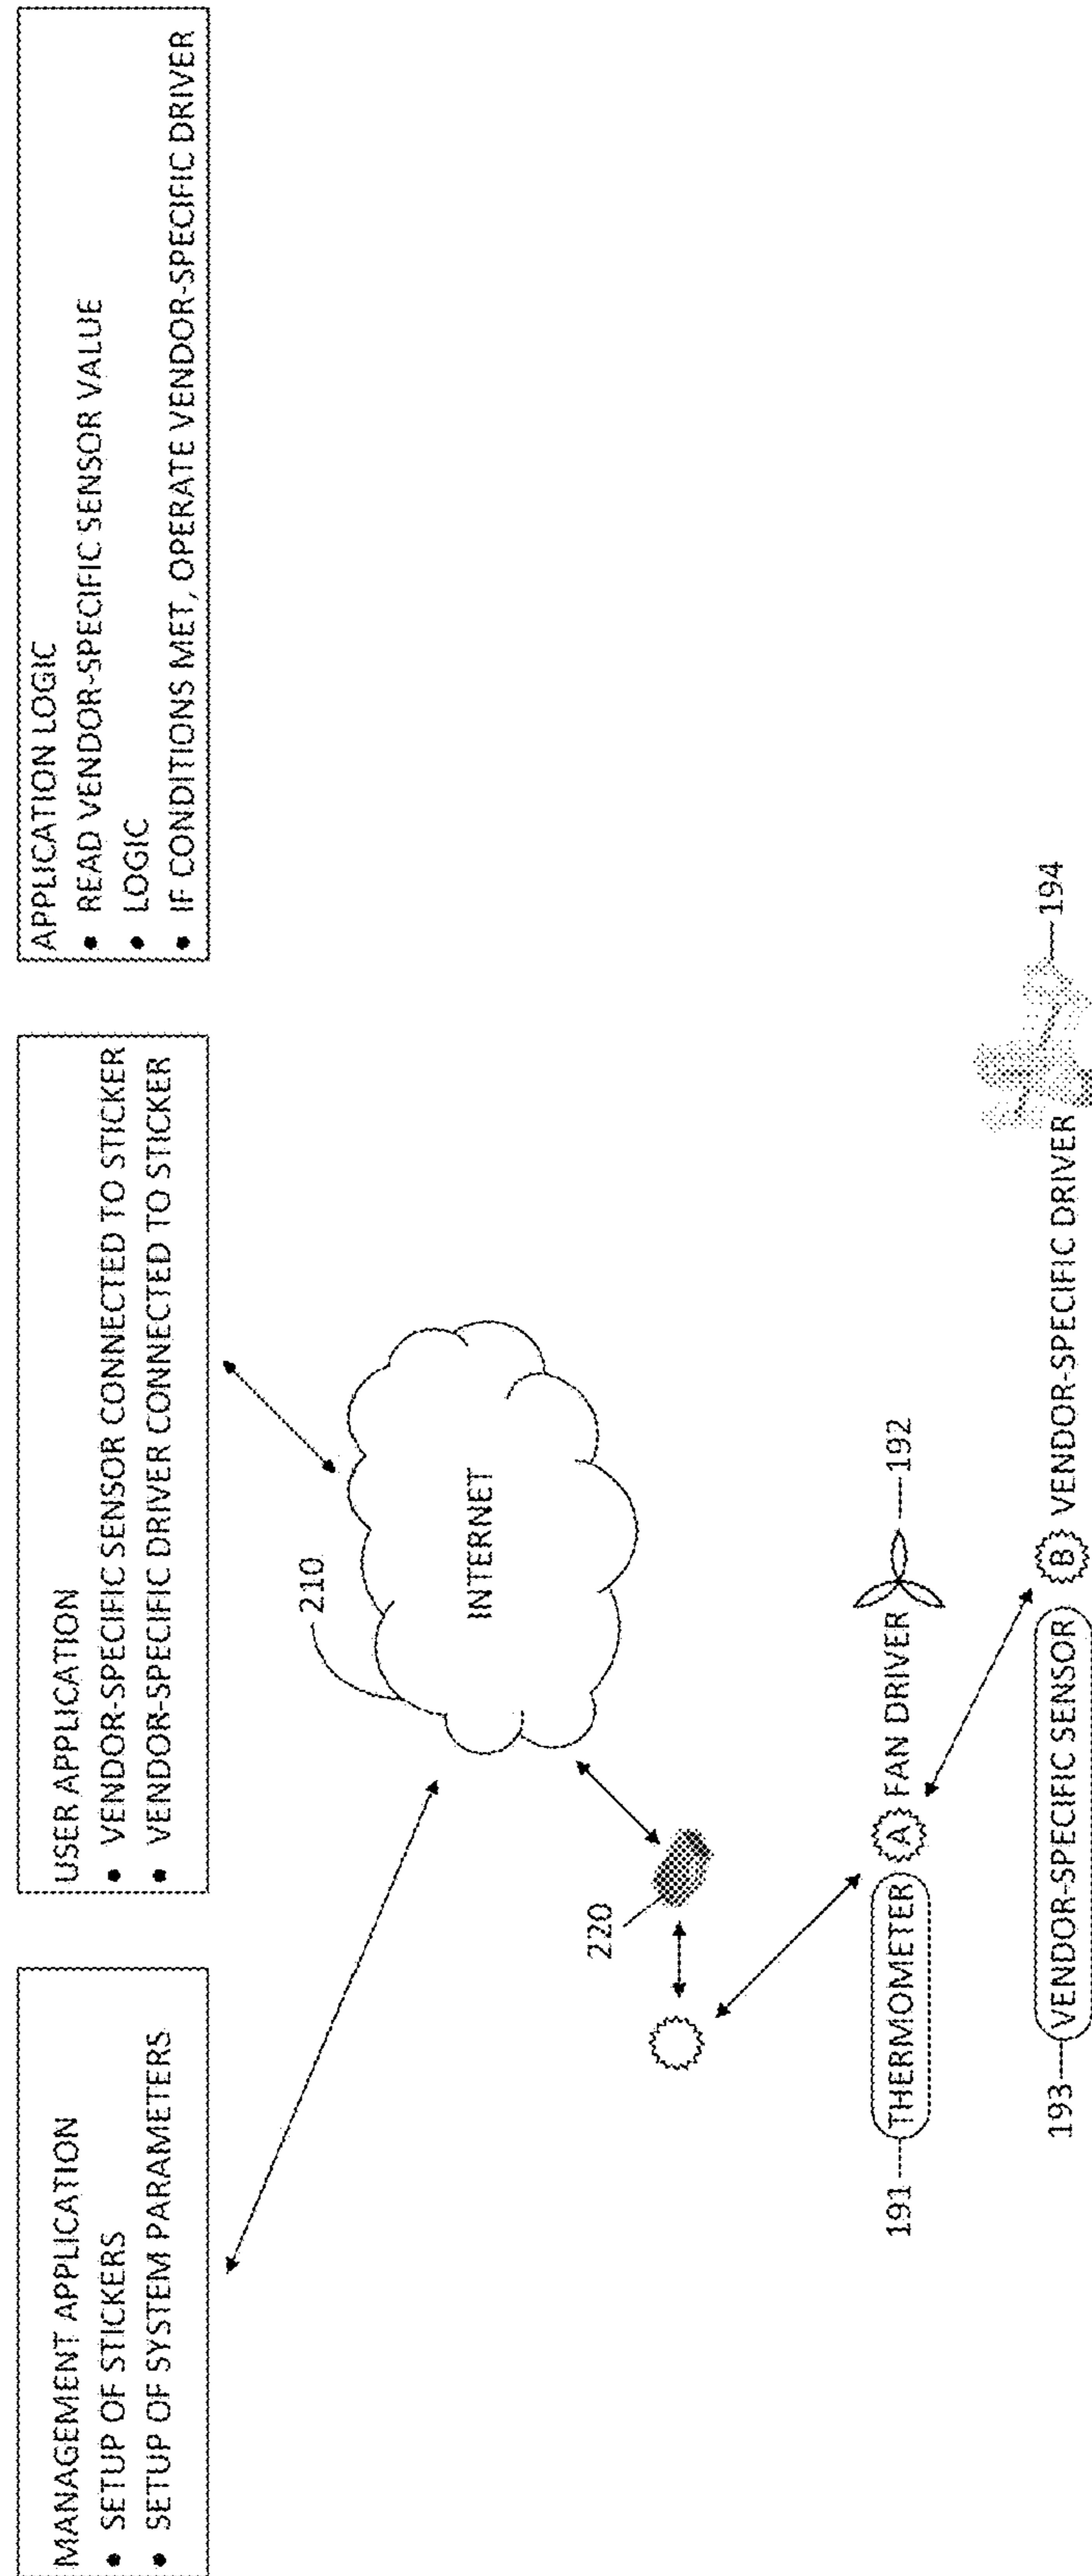 MANAGEMENT APPLICATION
• SETUP OF STICKERS
• SETUP OF SYSTEM PARAMETERS
USER APPLICATION
• VENDOR-SPECIFIC SENSOR CONNECTED TO STICKER
• VENDOR-SPECIFIC DRIVER CONNECTED TO STICKER
APPLICATION LOGIC
• READ VENDOR-SPECIFIC SENSOR VALUE
• LOGIC
• IF CONDITIONS MET, OPERATE VENDOR-SPECIFIC DRIVER
210
INTERNET
220
191 THERMOMETER A FAN DRIVER 192
193 VENDOR-SPECIFIC SENSOR B VENDOR-SPECIFIC DRIVER 194